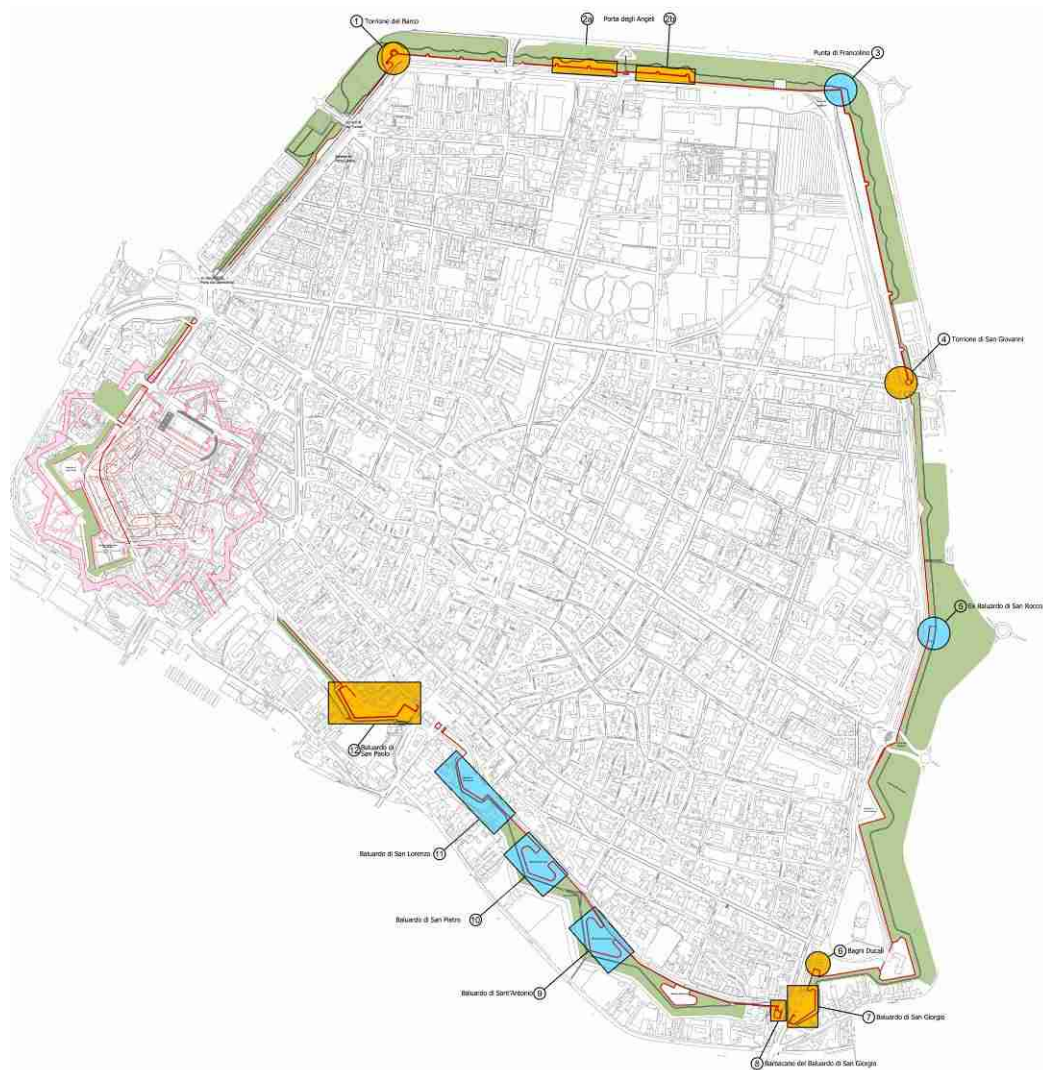 1 Torrione del Barco
2a Porta degli Angeli 2b
Punta di Francolino 3
4 Torrione di San Giovanni
5 Ex Baluardo di San Rocco
12 Baluardo di
San Paolo
Baluardo di San Lorenzo 11
Baluardo di San Pietro 10
Baluardo di Sant'Antonio 9
6 Bagni Ducali
7 Baluardo di San Giorgio
8 Barbacane del Baluardo di San Giorgio